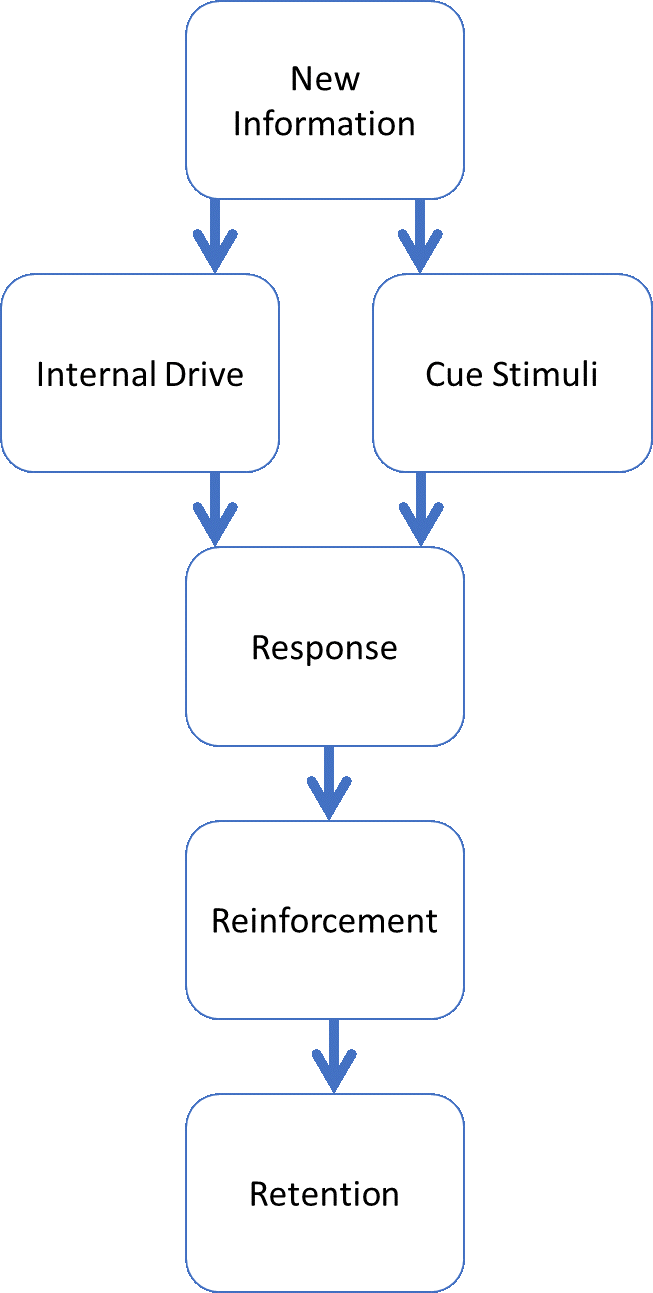 New
Information
Internal Drive
Cue Stimuli
Response
Reinforcement
Retention